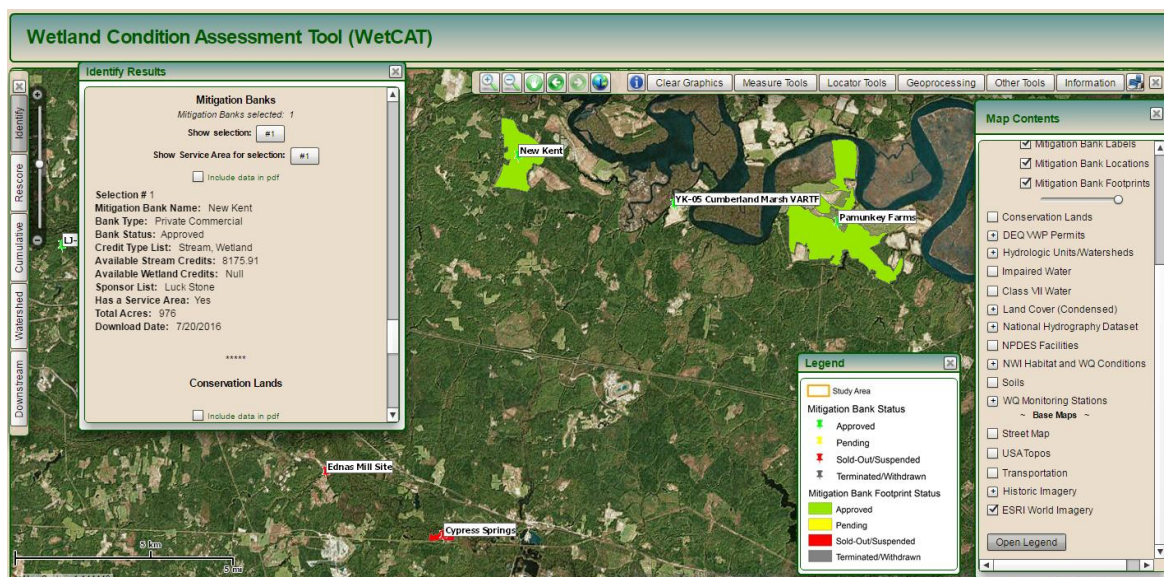 Wetland Condition Assessment Tool (WetCAT)
Identify Results
Mitigation Banks
Mitigation Banks selected: 1
Show selection: #1
Show Service Area for selection: #1
Include data in pdf
Selection # 1
Mitigation Bank Name: New Kent
Bank Type: Private Commercial
Bank Status: Approved
Credit Type List: Stream, Wetland
Available Stream Credits: 8175.91
Available Wetland Credits: Null
Sponsor List: Luck Stone
Has a Service Area: Yes
Total Acres: 976
Download Date: 7/20/2016
*****
Conservation Lands
Include data in pdf
Identify
Rescore
Cumulative
Watershed
Downstream
Clear Graphics
Measure Tools
Locator Tools
Geoprocessing
Other Tools
Information
New Kent
YK-05 Cumberland Marsh VARTF
Pamunkey Farms
LJ-
Ednas Mill Site
Cypress Springs
5 km
5 mi
Legend
Study Area
Mitigation Bank Status
Approved
Pending
Sold-Out/Suspended
Terminated/Withdrawn
Mitigation Bank Footprint Status
Approved
Pending
Sold-Out/Suspended
Terminated/Withdrawn
Map Contents
Mitigation Bank Labels
Mitigation Bank Locations
Mitigation Bank Footprints
Conservation Lands
DEQ VWP Permits
Hydrologic Units/Watersheds
Impaired Water
Class VII Water
Land Cover (Condensed)
National Hydrography Dataset
NPDES Facilities
NWI Habitat and WQ Conditions
Soils
WQ Monitoring Stations
~ Base Maps ~
Street Map
USATopos
Transportation
Historic Imagery
ESRI World Imagery
Open Legend